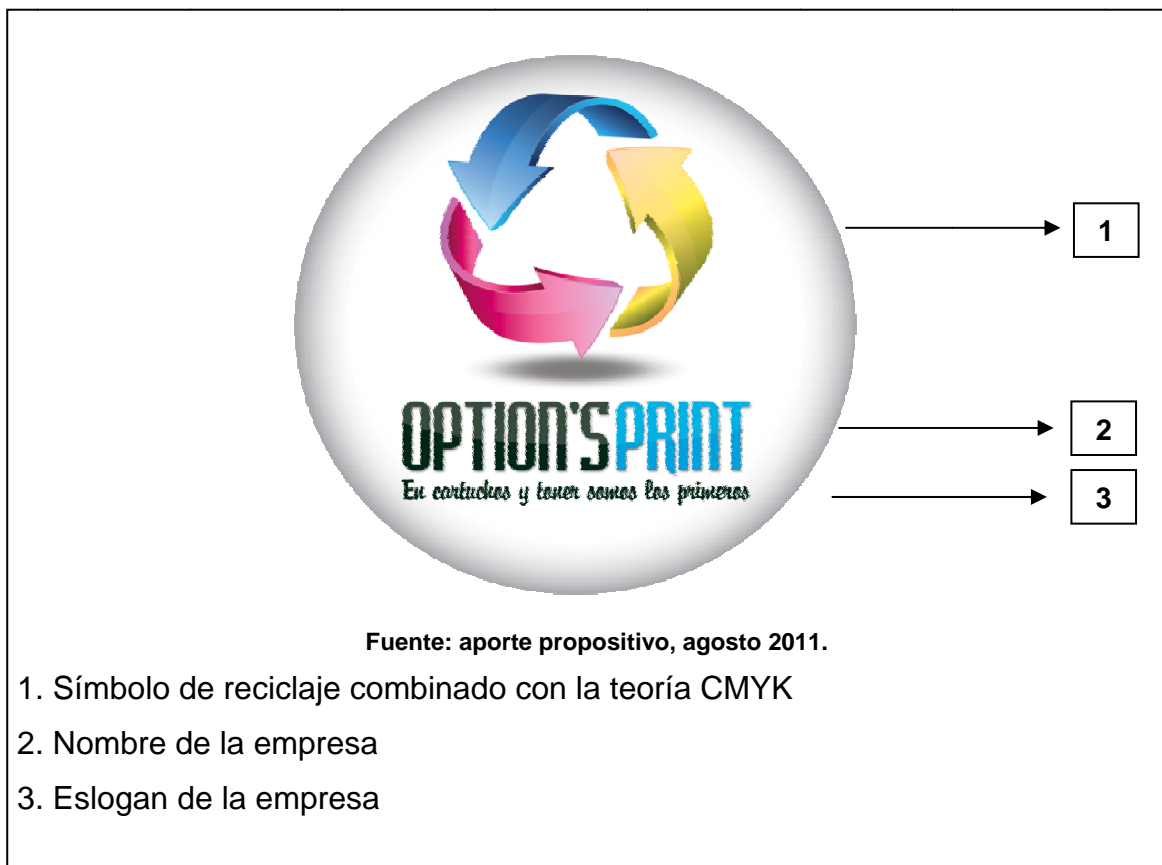 1
OPTION'S PRINT
2
En cartuchos y toner somos los primeros
3
Fuente: aporte propositivo, agosto 2011.
1. Símbolo de reciclaje combinado con la teoría CMYK
2. Nombre de la empresa
3. Eslogan de la empresa